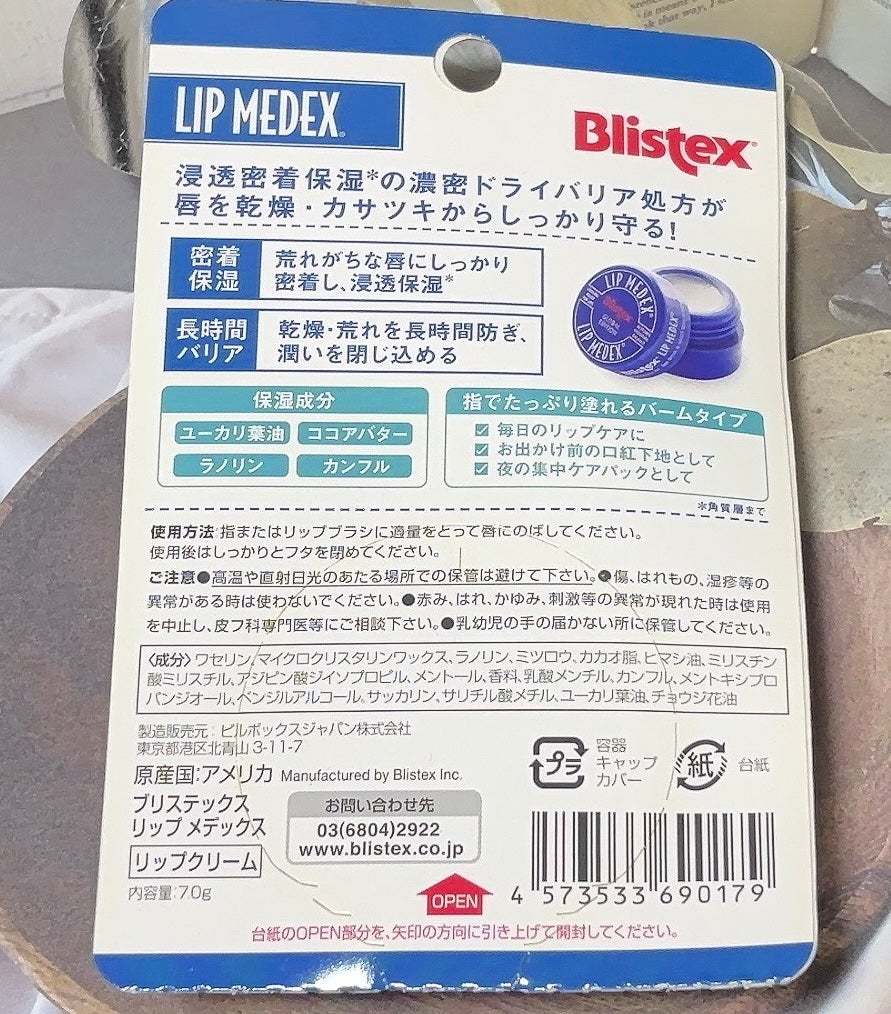 LIP MEDEX
Blistex
浸透密着保湿*の濃密ドライバリア処方が
唇を乾燥・カサツキからしっかり守る!
密着
保湿
荒れがちな唇にしっかり
密着し、浸透保湿*
長時間
バリア
乾燥・荒れを長時間防ぎ、
潤いを閉じ込める
LIP MEDEX
Blistex
LIP MEDEX
保湿成分
ユーカリ葉油 ココアバター
ラノリン カンフル
指でたっぷり塗れるバームタイプ
毎日のリップケアに
お出かけ前の口紅下地として
夜の集中ケアパックとして
*角質層まで
使用方法:指またはリップブラシに適量をとって唇にのばしてください。
使用後はしっかりとフタを閉めてください。
ご注意●高温や直射日光のあたる場所での保管は避けて下さい。●傷、はれもの、湿疹等の
異常がある時は使わないでください。●赤み、はれ、かゆみ、刺激等の異常が現れた時は使用
を中止し、皮フ科専門医等にご相談下さい。●乳幼児の手の届かない所に保管してください。
〈成分〉ワセリン、マイクロクリスタリンワックス、ラノリン、ミツロウ、カカオ脂、ヒマシ油、ミリスチン
酸ミリスチル、アジピン酸ジイソプロピル、メントール、香料、乳酸メンチル、カンフル、メントキシプロ
パンジオール、ベンジルアルコール、サッカリン、サリチル酸メチル、ユーカリ葉油、チョウジ花油
製造販売元:ビルボックスジャパン株式会社
東京都港区北青山3-11-7
原産国:アメリカ Manufactured by Blistex Inc.
ブリステックス
リップ メデックス
リップクリーム
内容量:7.0g
お問い合わせ先
03(6804)2922
www.blistex.co.jp
プラ
容器
キャップ
カバー
紙
台紙
OPEN
4 573533 690179
台紙のOPEN部分を、矢印の方向に引き上げて開封してください。